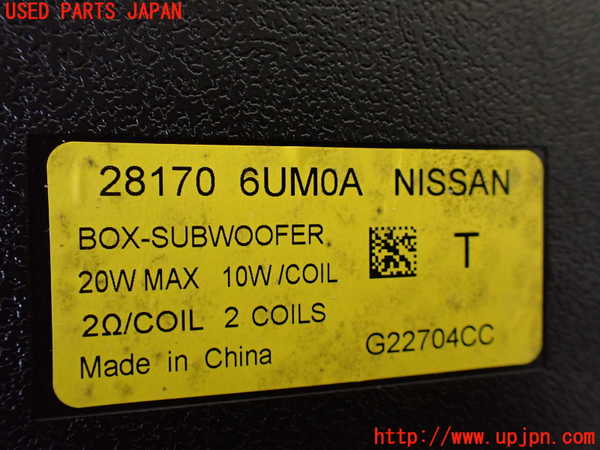 USED PARTS JAPAN
28170 6UM0A NISSAN
BOX-SUBWOOFER
20W MAX 10W/COIL
T
2Ω/COIL 2 COILS
G22704CC
Made in China
http://www.upjpn.com